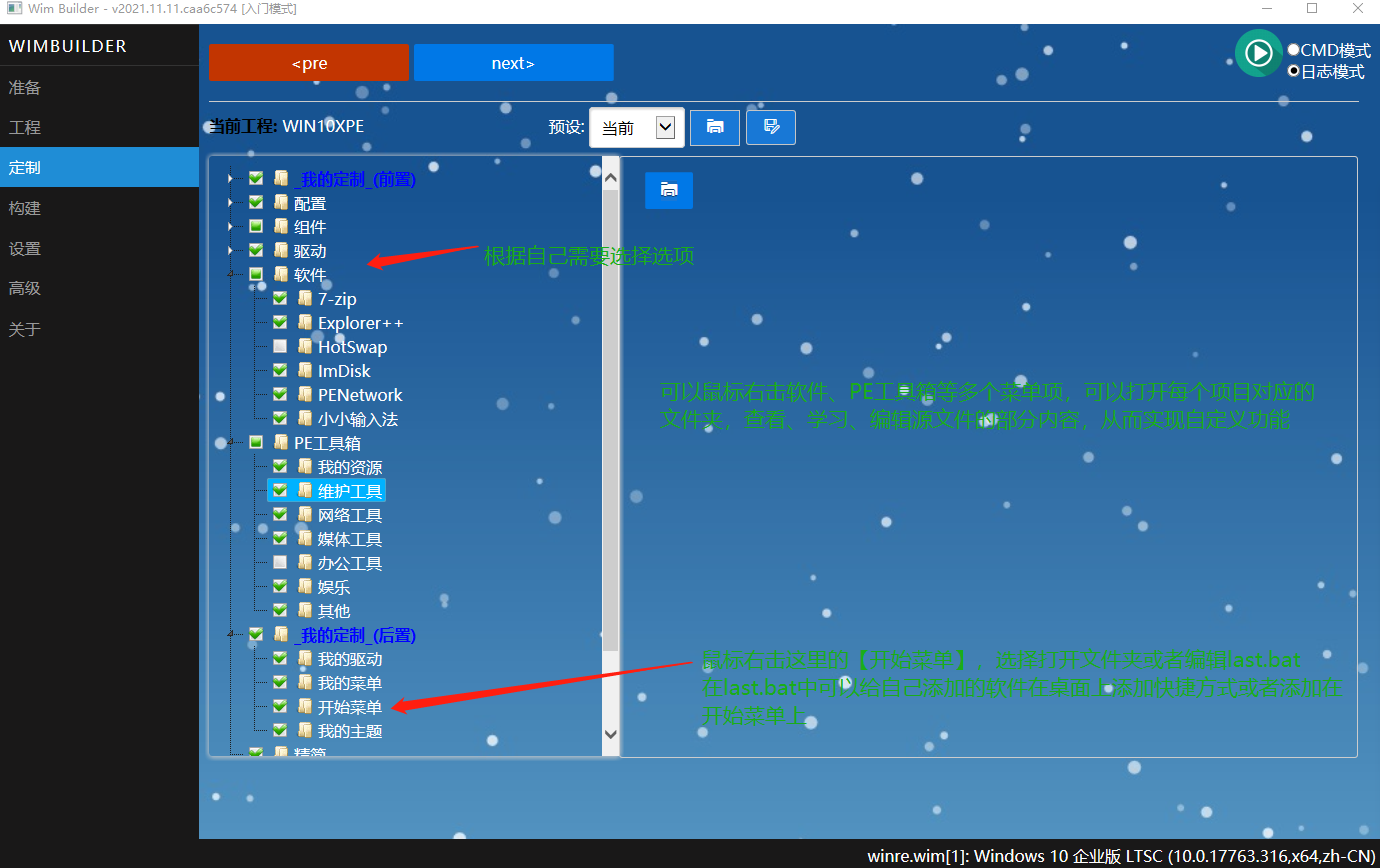 Wim Builder - v2021.11.11.caa6c574 [入门模式]
WIMBUILDER
准备
工程
定制
构建
设置
高级
关于
<pre
next>
CMD模式
日志模式
当前工程: WIN10XPE
预设:
当前
_我的定制_(前置)
配置
组件
驱动
软件
7-zip
Explorer++
HotSwap
ImDisk
PENetwork
小小输入法
PE工具箱
我的资源
维护工具
网络工具
媒体工具
办公工具
娱乐
其他
_我的定制_(后置)
我的驱动
我的菜单
开始菜单
我的主题
精简
根据自己需要选择选项
可以鼠标右击软件、PE工具箱等多个菜单项，可以打开每个项目对应的
文件夹，查看、学习、编辑源文件的部分内容，从而实现自定义功能
鼠标右击这里的【开始菜单】，选择打开文件夹或者编辑last.bat
在last.bat中可以给自己添加的软件在桌面上添加快捷方式或者添加在
开始菜单上
winre.wim[1]: Windows 10 企业版 LTSC (10.0.17763.316,x64,zh-CN)